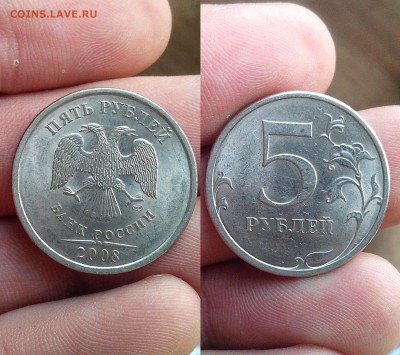 COINS.LAVE.RU
ПЯТЬ РУБЛЕЙ
БАНК РОССИИ
2008
5
РУБЛЕЙ